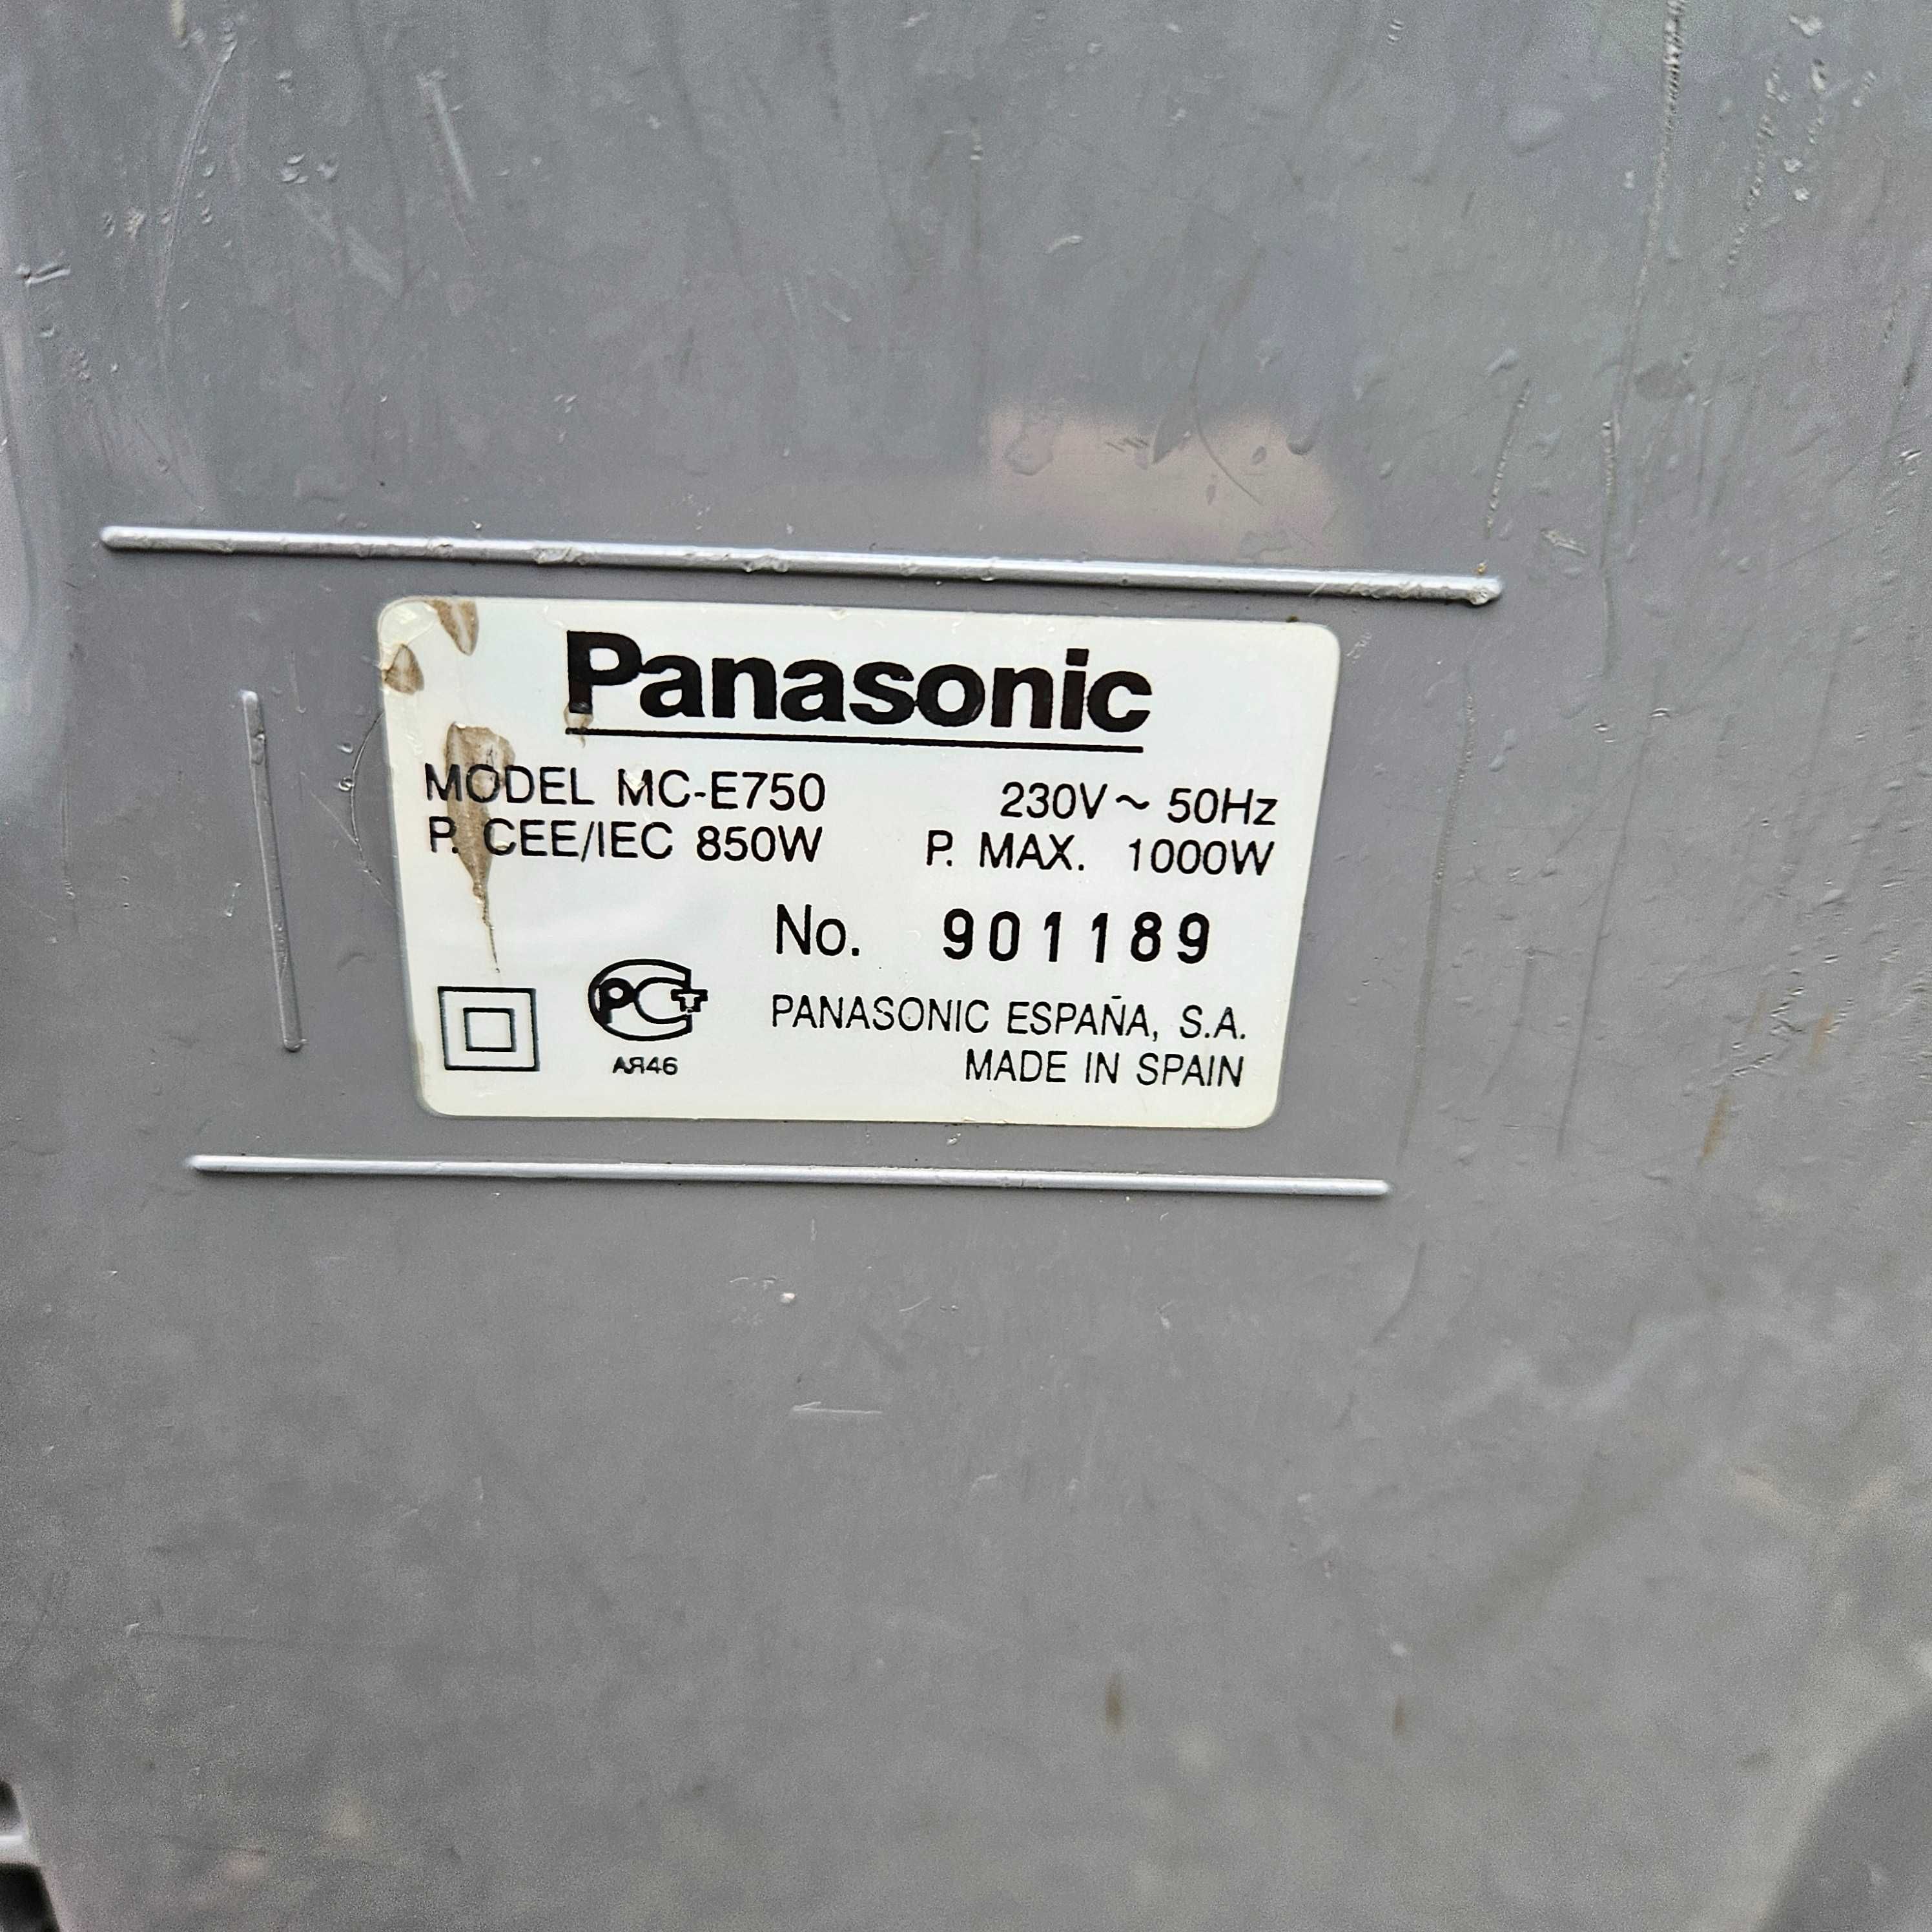 Panasonic
MODEL MC-E750 230V ~ 50Hz
P. CEE/IEC 850W P. MAX. 1000W
No. 901189
PCT
PANASONIC ESPAÑA, S.A.
АЯ46
MADE IN SPAIN